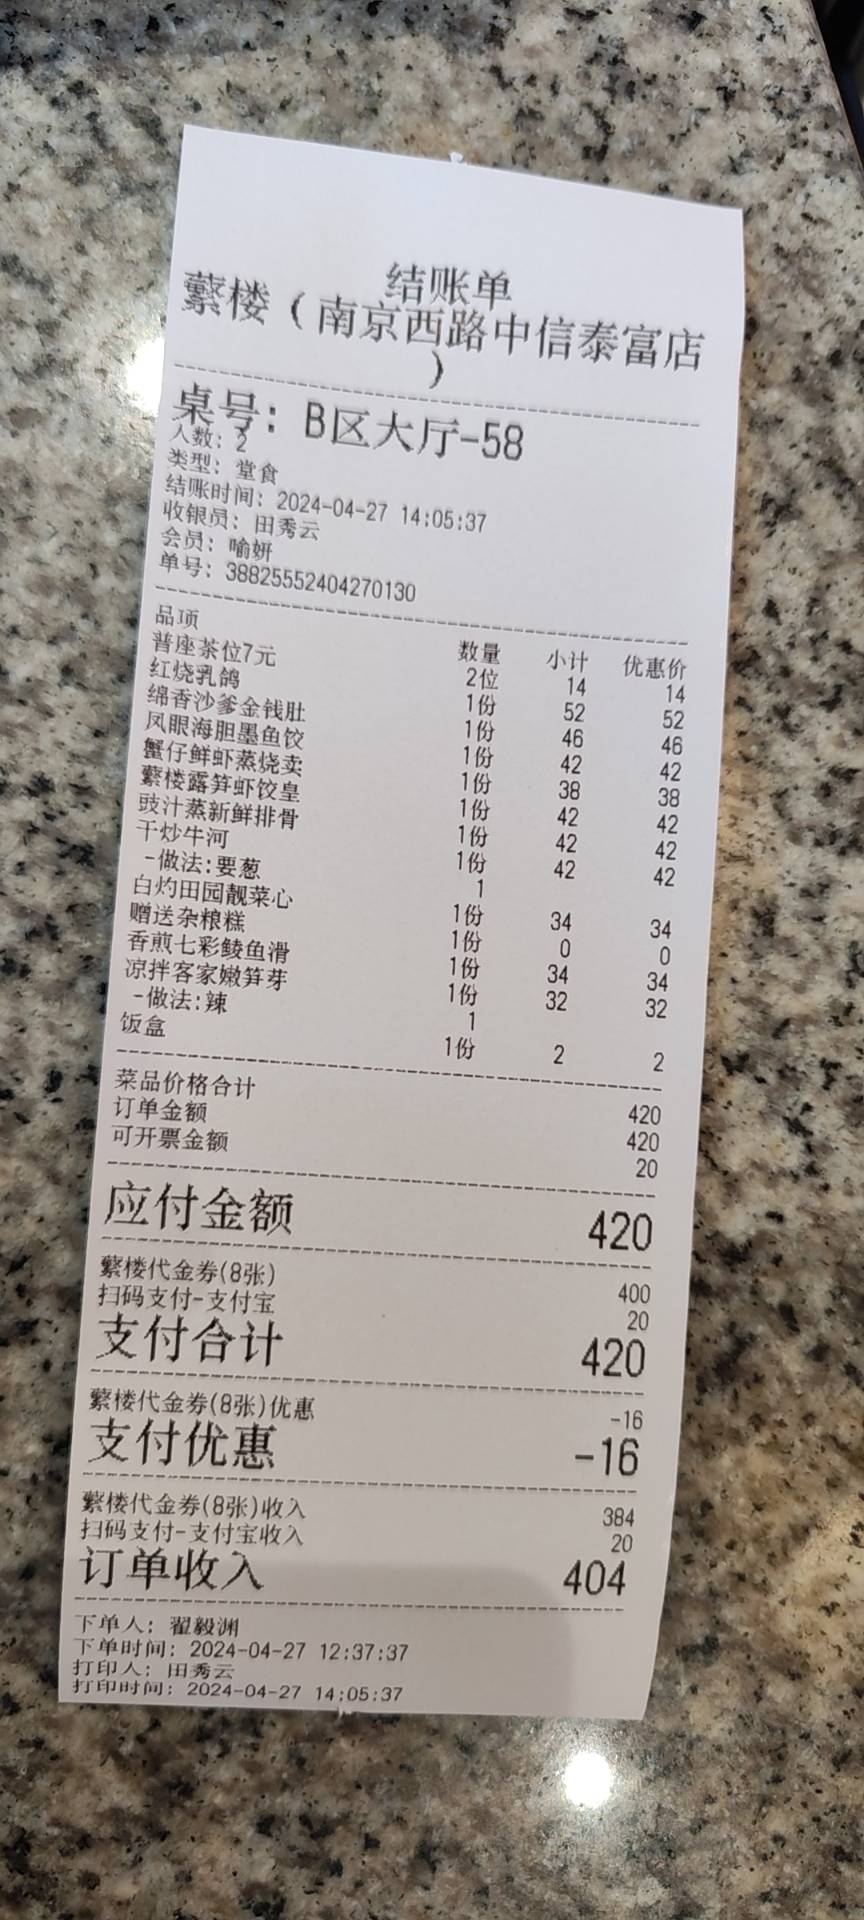 结账单
蘩楼（南京西路中信泰富店
）
桌号: B区大厅-58
人数: 2
类型: 堂食
结账时间: 2024-04-27 14:05:37
收银员: 田秀云
会员: 喻妍
单号: 38825552404270130
品项 数量 小计 优惠价
普座茶位7元 2位 14 14
红烧乳鸽 1份 52 52
绵香沙爹金钱肚 1份 46 46
凤眼海胆墨鱼饺 1份 42 42
蟹仔鲜虾蒸烧卖 1份 38 38
蘩楼露笋虾饺皇 1份 42 42
豉汁蒸新鲜排骨 1份 42 42
干炒牛河 1份 42 42
-做法:要葱 1
白灼田园靓菜心 1份 34 34
赠送杂粮糕 1份 0 0
香煎七彩鲮鱼滑 1份 34 34
凉拌客家嫩笋芽 1份 32 32
-做法:辣 1
饭盒 1份 2 2
菜品价格合计 420
订单金额 420
可开票金额 20
应付金额 420
蘩楼代金券(8张) 400
扫码支付-支付宝 20
支付合计 420
蘩楼代金券(8张)优惠 -16
支付优惠 -16
蘩楼代金券(8张)收入 384
扫码支付-支付宝收入 20
订单收入 404
下单人: 翟毅渊
下单时间: 2024-04-27 12:37:37
打印人: 田秀云
打印时间: 2024-04-27 14:05:37